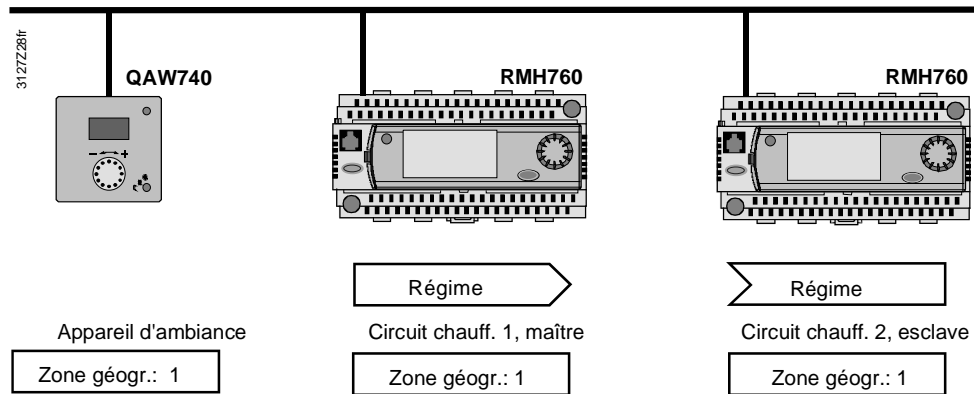 3127Z28fr
QAW740
RMH760
RMH760
Régime
Régime
Appareil d'ambiance
Circuit chauff. 1, maître
Circuit chauff. 2, esclave
Zone géogr.: 1
Zone géogr.: 1
Zone géogr.: 1